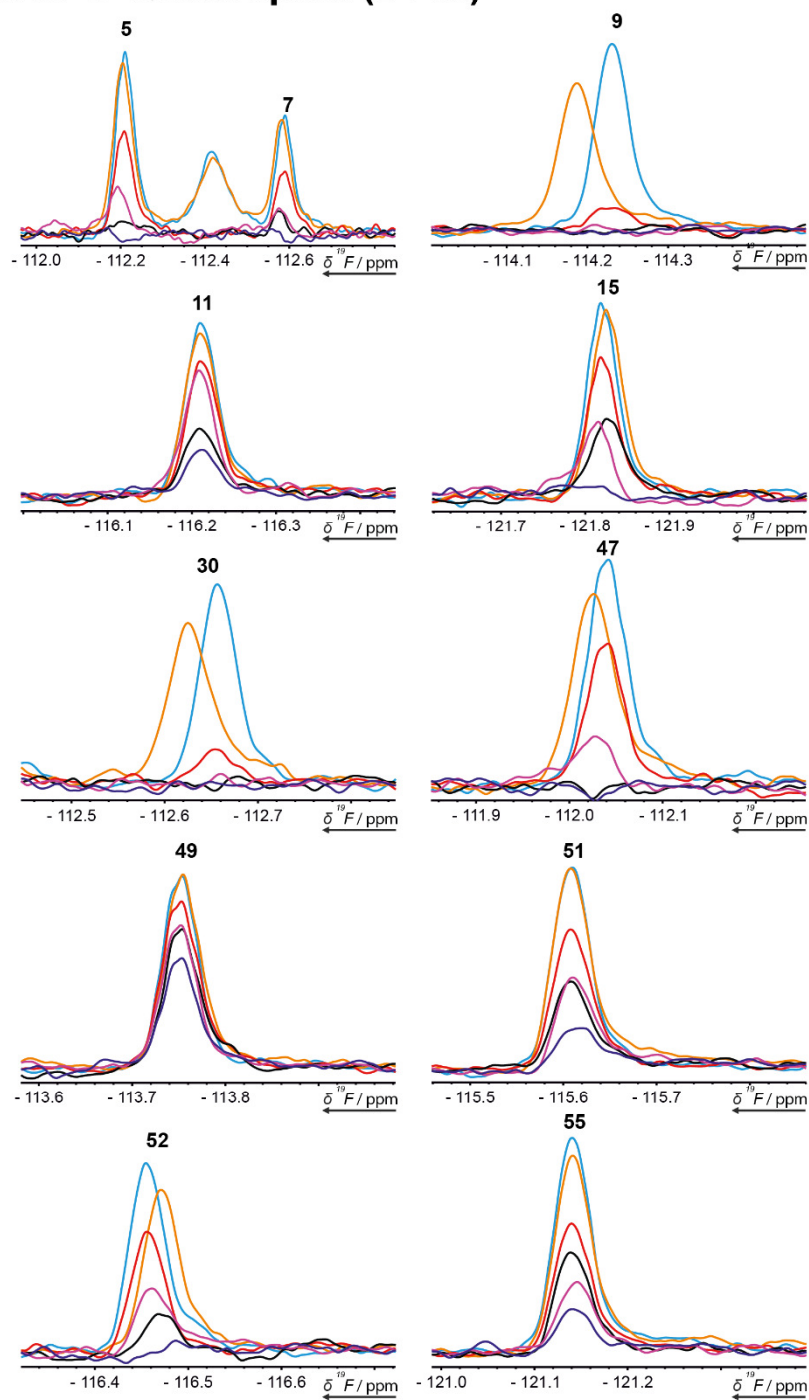 5
7
- 112.0 - 112.2 - 112.4 - 112.6 δ ¹⁹F / ppm
9
- 114.1 - 114.2 - 114.3 δ ¹⁹F / ppm
11
- 116.1 - 116.2 - 116.3 δ ¹⁹F / ppm
15
- 121.7 - 121.8 - 121.9 δ ¹⁹F / ppm
30
- 112.5 - 112.6 - 112.7 δ ¹⁹F / ppm
47
- 111.9 - 112.0 - 112.1 δ ¹⁹F / ppm
49
- 113.6 - 113.7 - 113.8 δ ¹⁹F / ppm
51
- 115.5 - 115.6 - 115.7 δ ¹⁹F / ppm
52
-116.4 -116.5 -116.6 δ ¹⁹F / ppm
55
-121.0 -121.1 -121.2 δ ¹⁹F / ppm